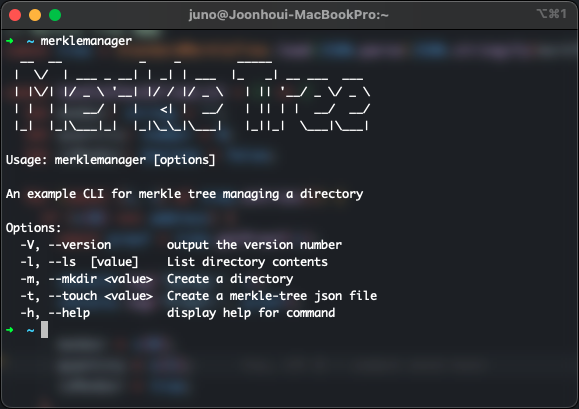 juno@Joonhoui-MacBookPro:~
⌥⌘1
➜ ~ merklemanager
Merkle Tree
Usage: merklemanager [options]
An example CLI for merkle tree managing a directory
Options:
-V, --version output the version number
-l, --ls [value] List directory contents
-m, --mkdir <value> Create a directory
-t, --touch <value> Create a merkle-tree json file
-h, --help display help for command
➜ ~